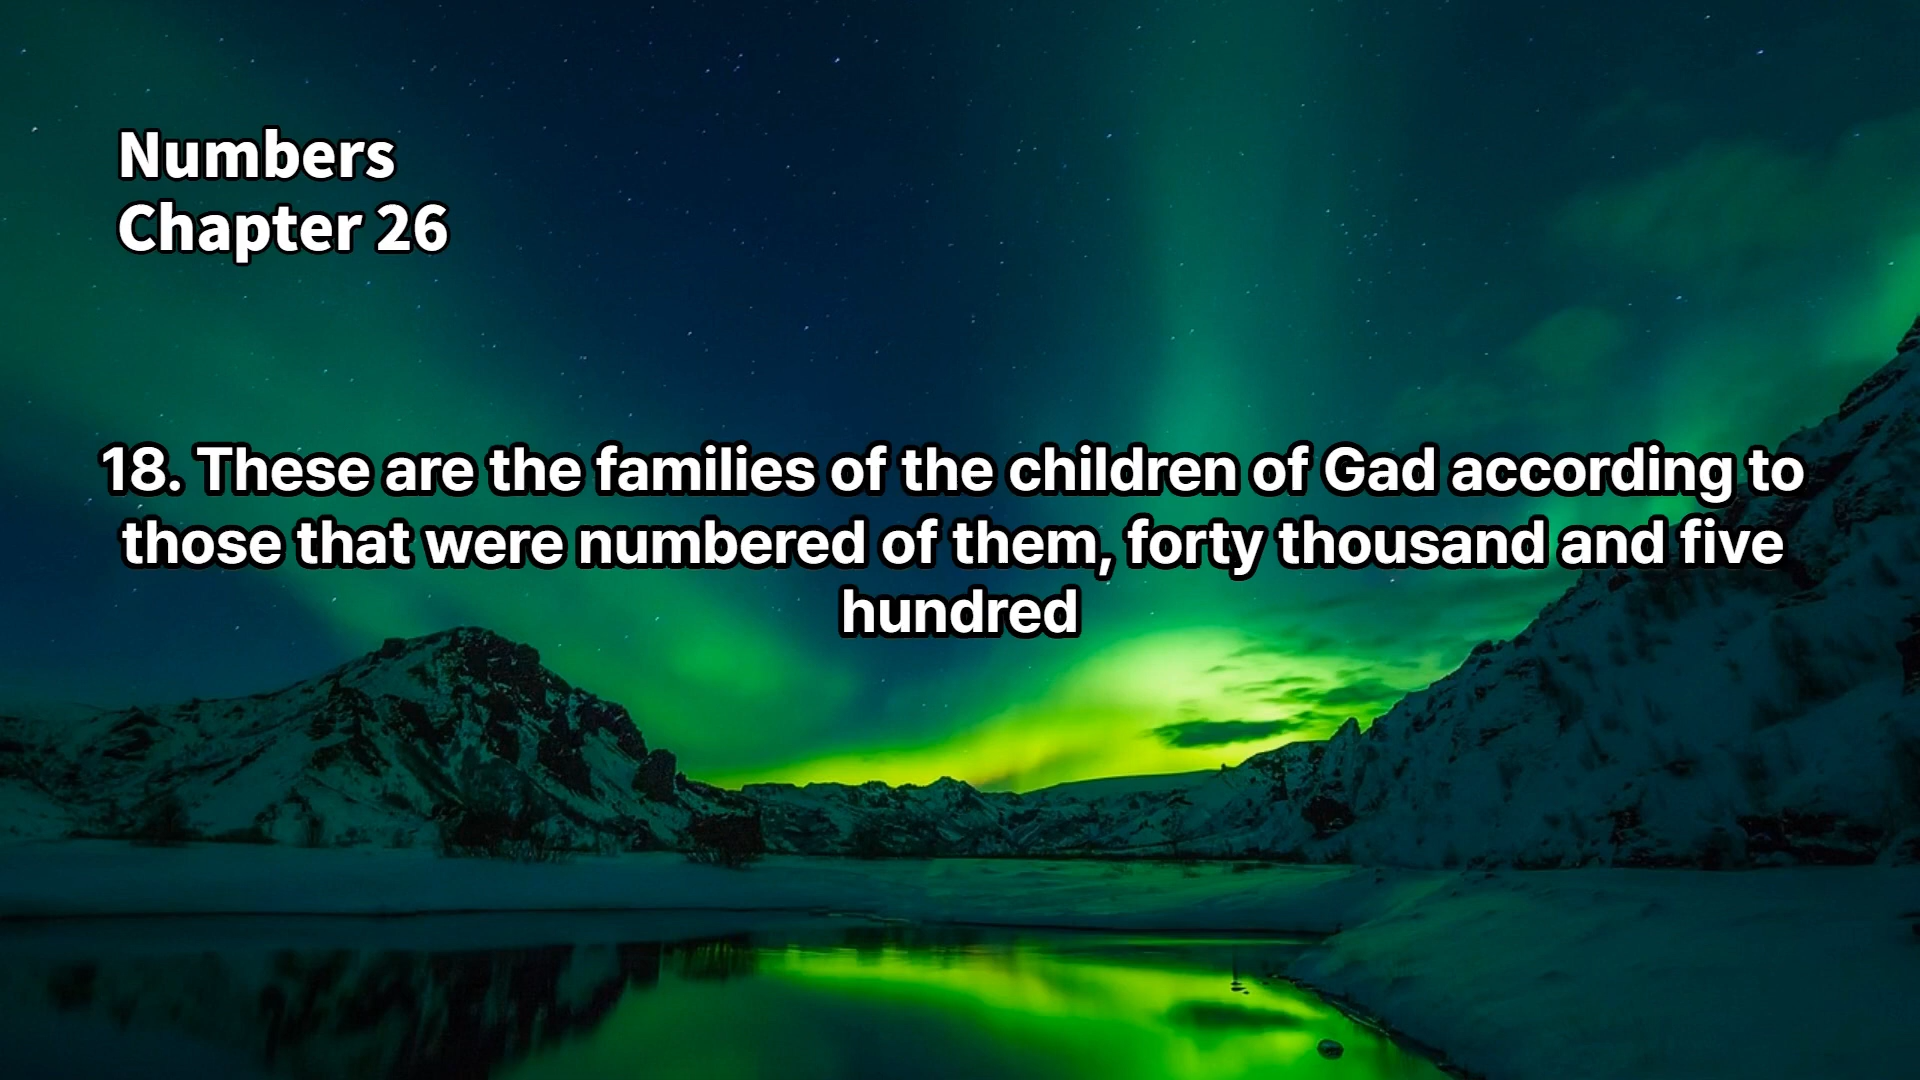 Numbers
Chapter 26
18. These are the families of the children of Gad according to
those that were numbered of them, forty thousand and five
hundred